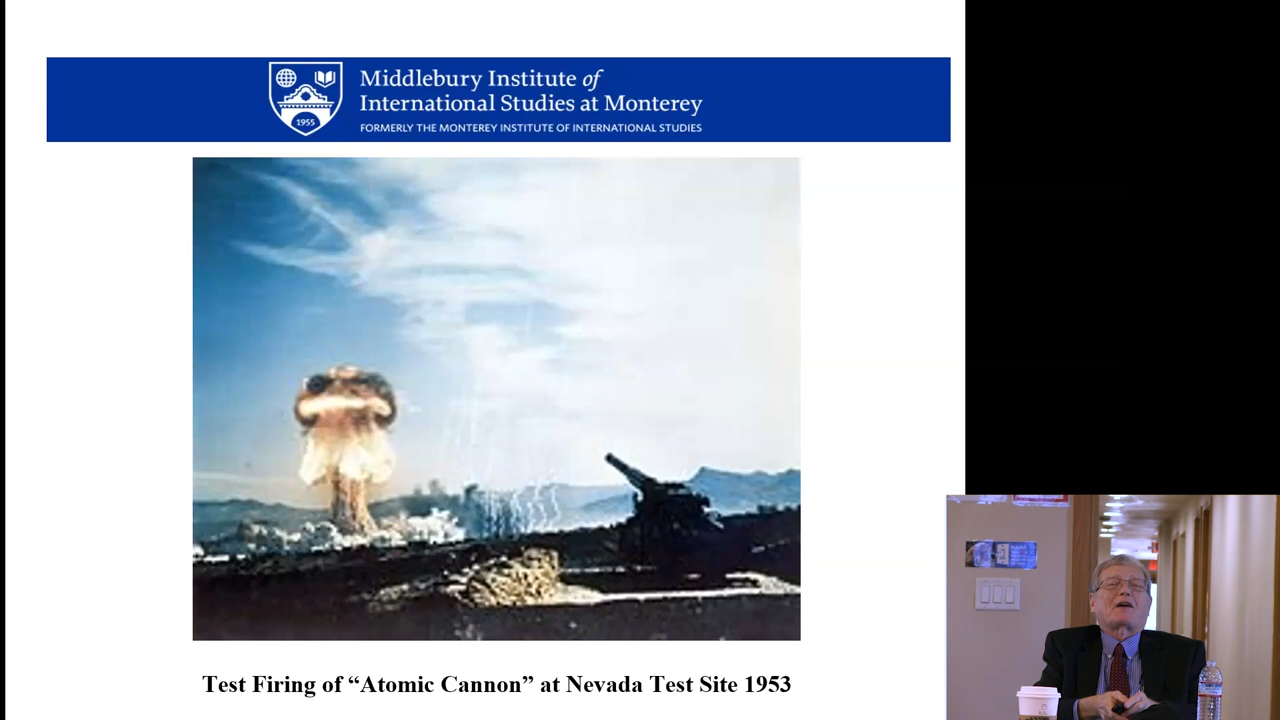 Middlebury Institute of
International Studies at Monterey
FORMERLY THE MONTEREY INSTITUTE OF INTERNATIONAL STUDIES
1955
Test Firing of “Atomic Cannon” at Nevada Test Site 1953